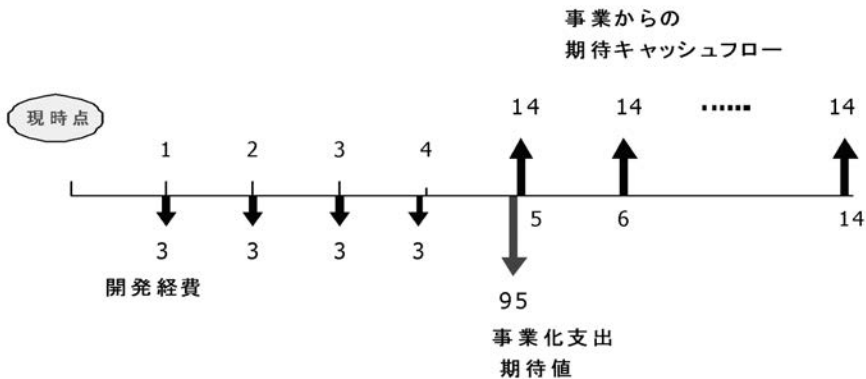 事業からの
期待キャッシュフロー
現時点
14 14 ...... 14
1 2 3 4
5 6 14
3 3 3 3
開発経費
95
事業化支出
期待値